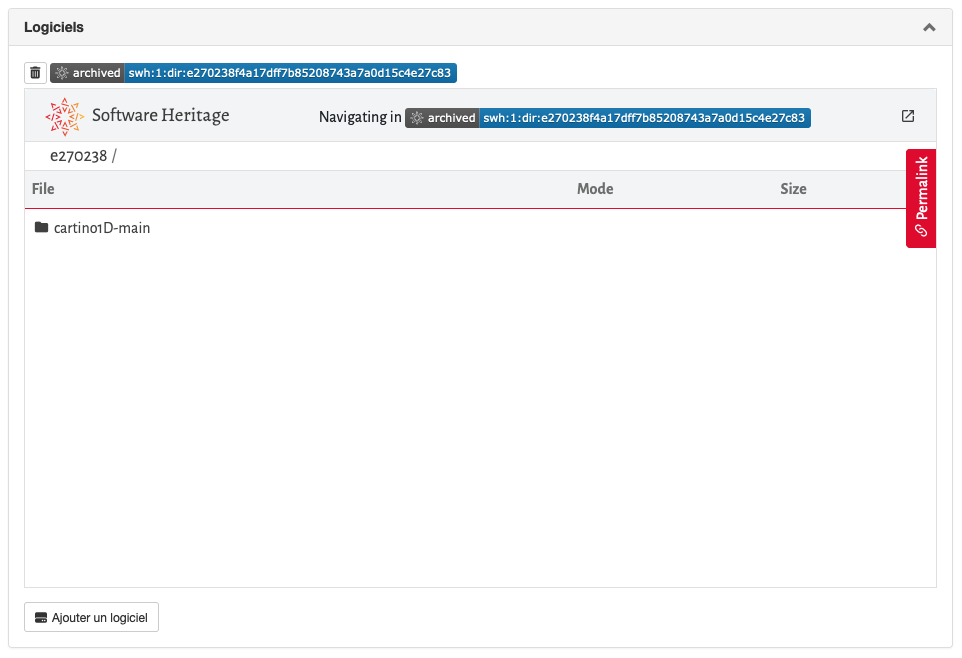 Logiciels
archived swh:1:dir:e270238f4a17dff7b85208743a7a0d15c4e27c83
Software Heritage Navigating in archived swh:1:dir:e270238f4a17dff7b85208743a7a0d15c4e27c83
e270238 /
Permalink
File Mode Size
cartino1D-main
Ajouter un logiciel